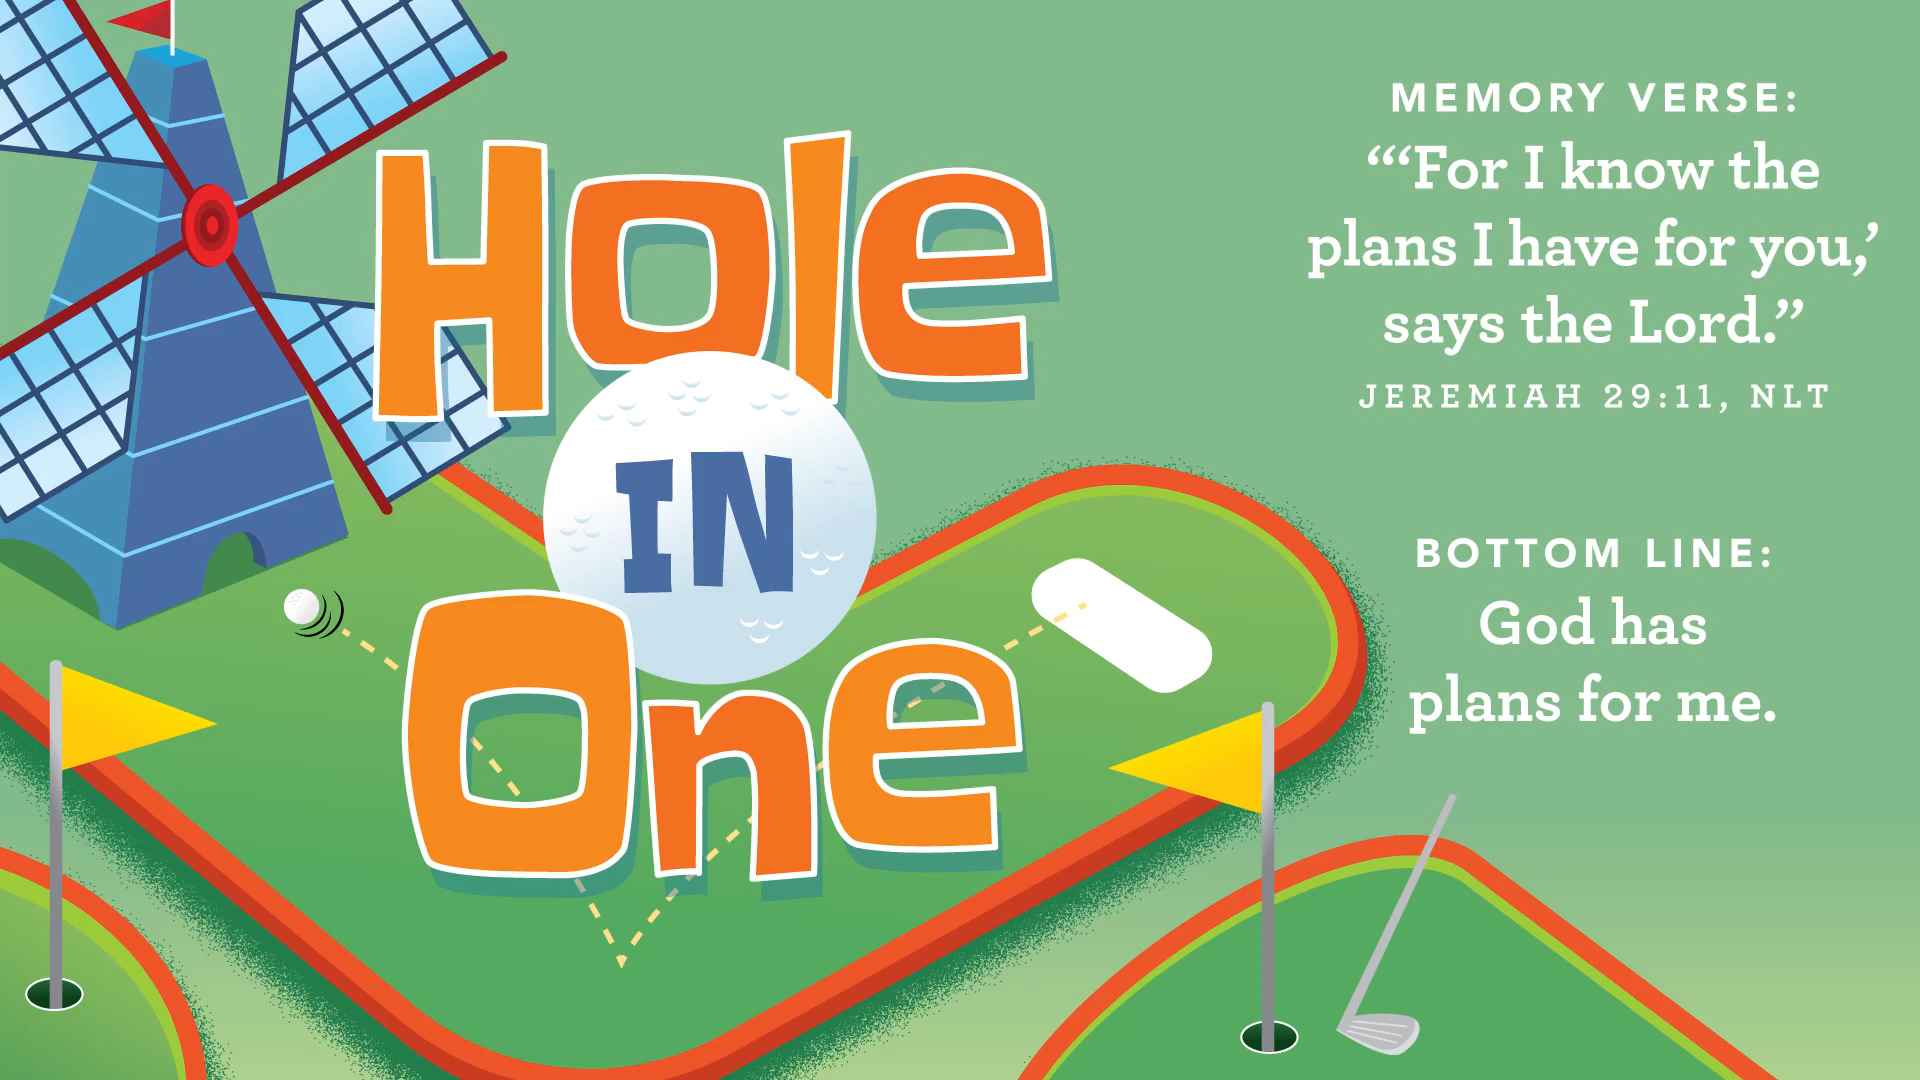 Hole
IN
One
MEMORY VERSE:
“‘For I know the
plans I have for you,’
says the Lord.”
JEREMIAH 29:11, NLT
BOTTOM LINE:
God has
plans for me.